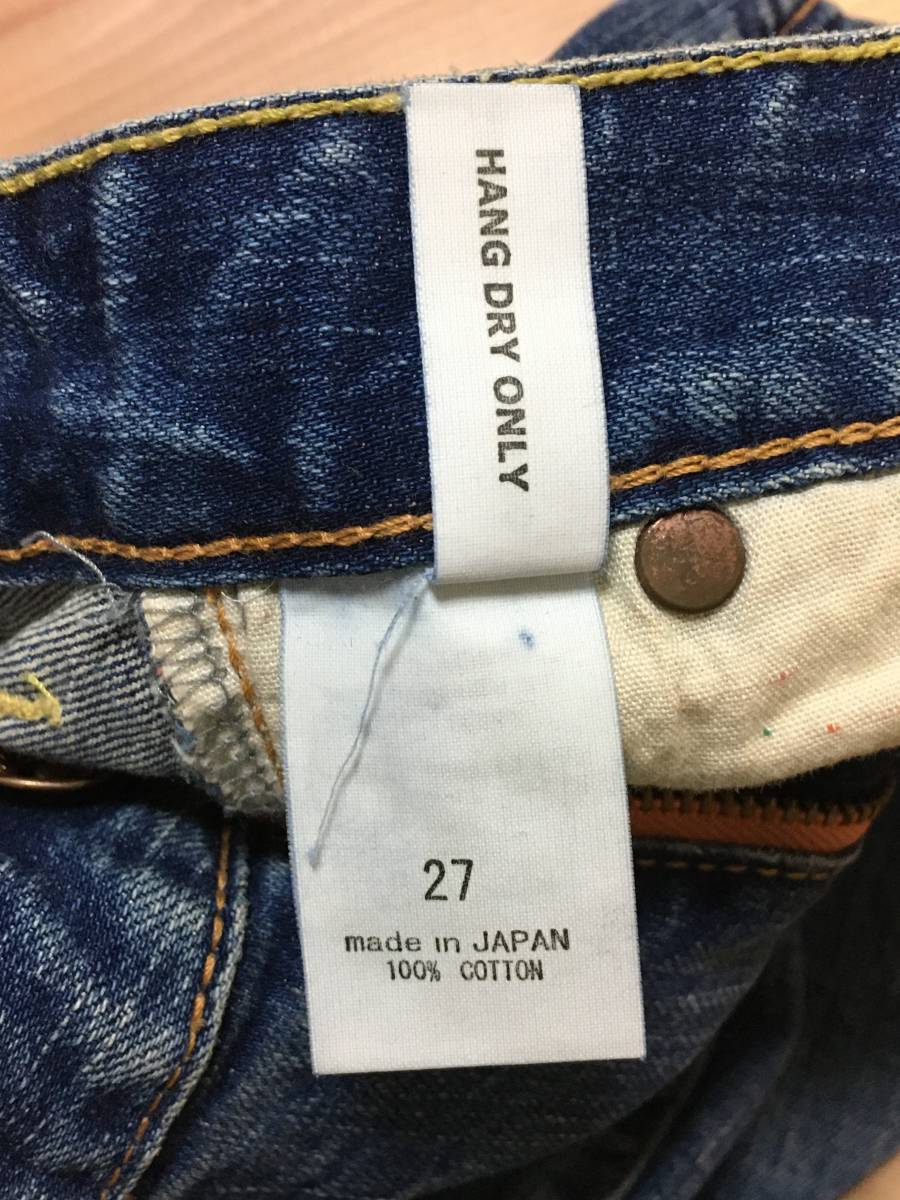 HANG DRY ONLY
27
made in JAPAN
100% COTTON